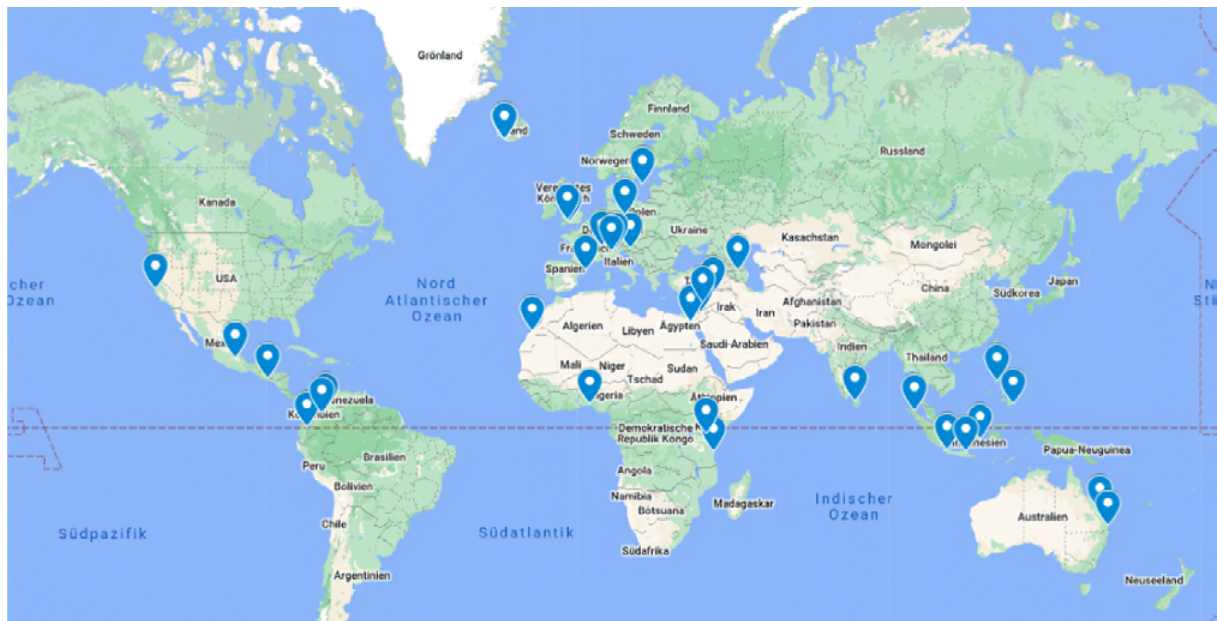 Grönland
Finnland
Schweden
Norwegen
Russland
Kanada
Ukraine
Kasachstan
Mongolei
Italien
Spanien
USA
Nord
Atlantischer
Ozean
Japan
China
Südkorea
Afghanistan
Irak
Iran
Pakistan
Algerien
Libyen
Ägypten
Saudi-Arabien
Indien
Mali
Niger
Tschad
Sudan
Thailand
Äthiopien
Demokratische
Republik Kongo
Papua-Neuguinea
Peru
Brasilien
Bolivien
Angola
Namibia
Botsuana
Madagaskar
Indischer
Ozean
Australien
Chile
Südpazifik
Südatlantik
Südafrika
Argentinien
Neuseeland